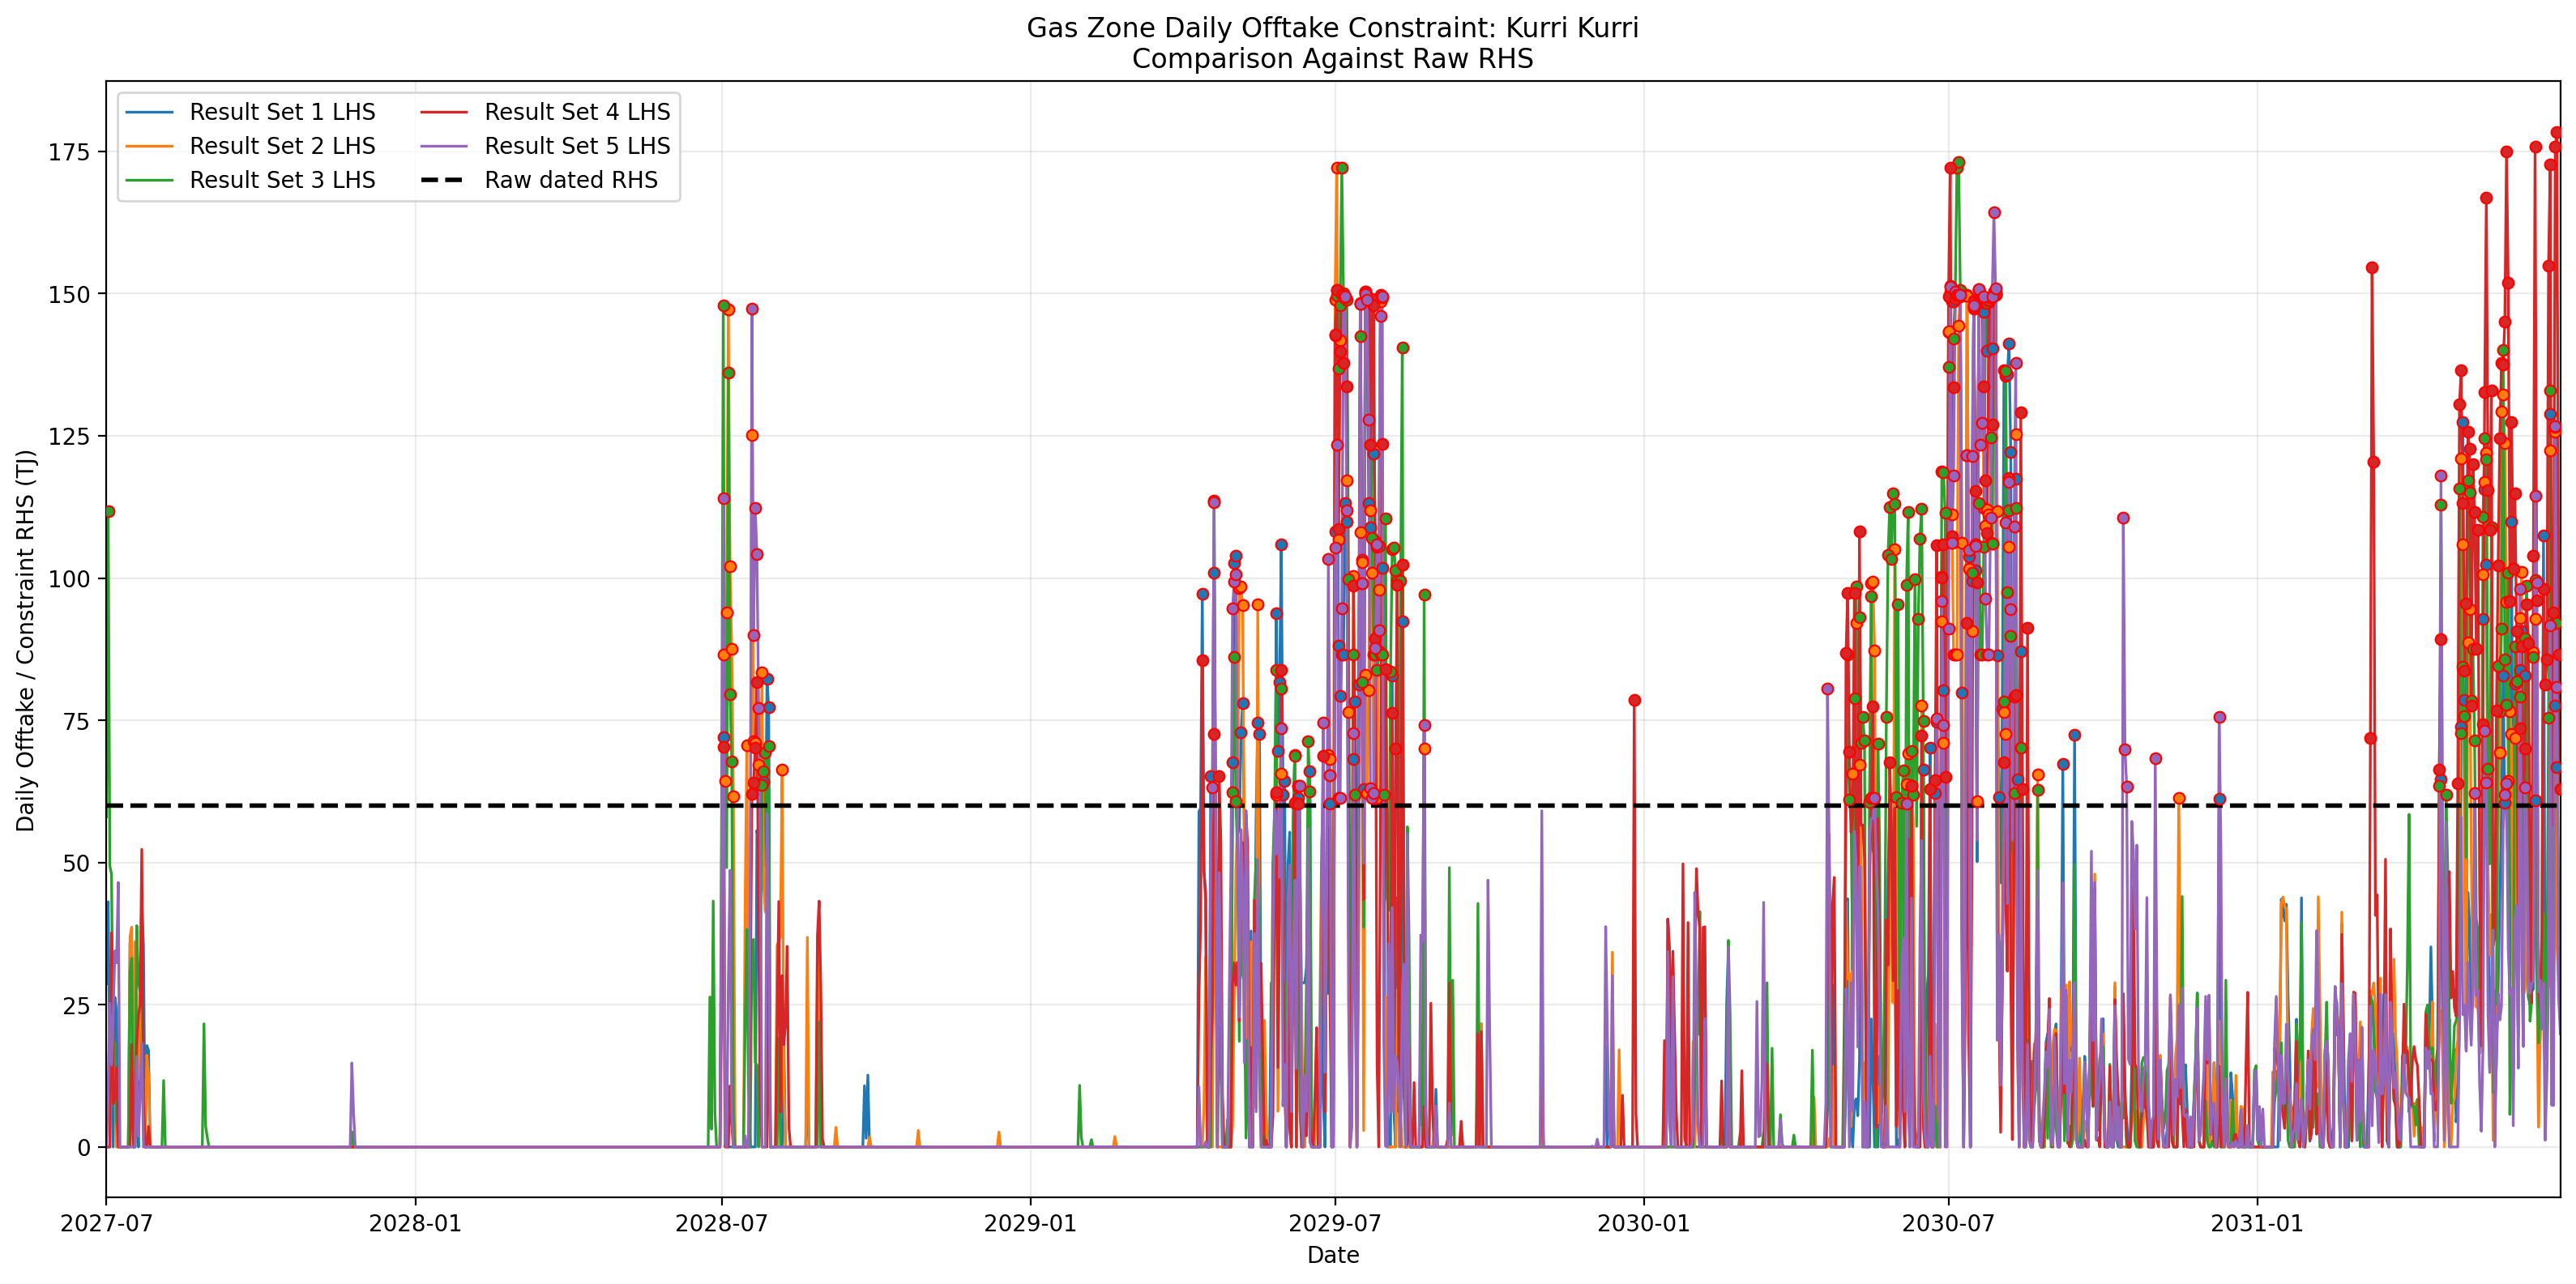 Gas Zone Daily Offtake Constraint: Kurri Kurri
Comparison Against Raw RHS
Result Set 1 LHS
Result Set 2 LHS
Result Set 3 LHS
Result Set 4 LHS
Result Set 5 LHS
Raw dated RHS
Daily Offtake / Constraint RHS (TJ)
175
150
125
100
75
50
25
0
2027-07
2028-01
2028-07
2029-01
2029-07
2030-01
2030-07
2031-01
Date